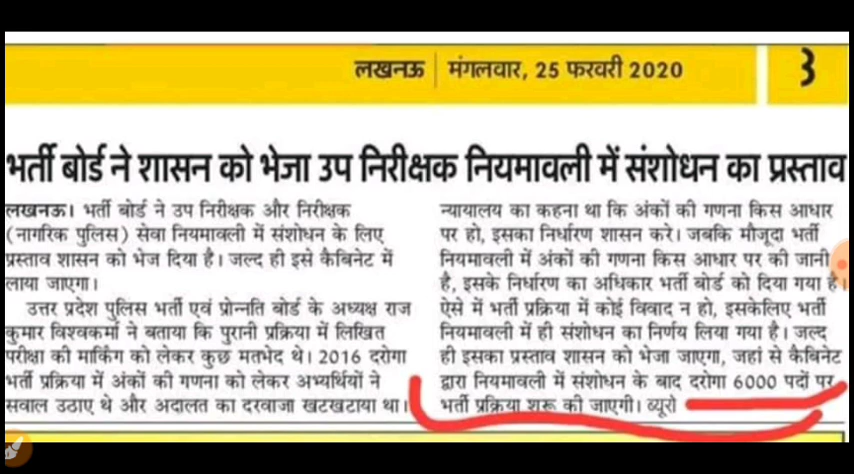 लखनऊ | मंगलवार, 25 फरवरी 2020
3
भर्ती बोर्ड ने शासन को भेजा उप निरीक्षक नियमावली में संशोधन का प्रस्ताव
लखनऊ। भर्ती बोर्ड ने उप निरीक्षक और निरीक्षक
(नागरिक पुलिस) सेवा नियमावली में संशोधन के लिए
प्रस्ताव शासन को भेज दिया है। जल्द ही इसे कैबिनेट में
लाया जाएगा।
उत्तर प्रदेश पुलिस भर्ती एवं प्रोन्नति बोर्ड के अध्यक्ष राज
कुमार विश्वकर्मा ने बताया कि पुरानी प्रक्रिया में लिखित
परीक्षा की मार्किंग को लेकर कुछ मतभेद थे। 2016 दरोगा
भर्ती प्रक्रिया में अंकों की गणना को लेकर अभ्यर्थियों ने
सवाल उठाए थे और अदालत का दरवाजा खटखटाया था।
न्यायालय का कहना था कि अंकों की गणना किस आधार
पर हो, इसका निर्धारण शासन करे। जबकि मौजूदा भर्ती
नियमावली में अंकों की गणना किस आधार पर की जानी
है, इसके निर्धारण का अधिकार भर्ती बोर्ड को दिया गया है।
ऐसे में भर्ती प्रक्रिया में कोई विवाद न हो, इसकेलिए भर्ती
नियमावली में ही संशोधन का निर्णय लिया गया है। जल्द
ही इसका प्रस्ताव शासन को भेजा जाएगा, जहां से कैबिनेट
द्वारा नियमावली में संशोधन के बाद दरोगा 6000 पदों पर
भर्ती प्रक्रिया शुरू की जाएगी। ब्यूरो